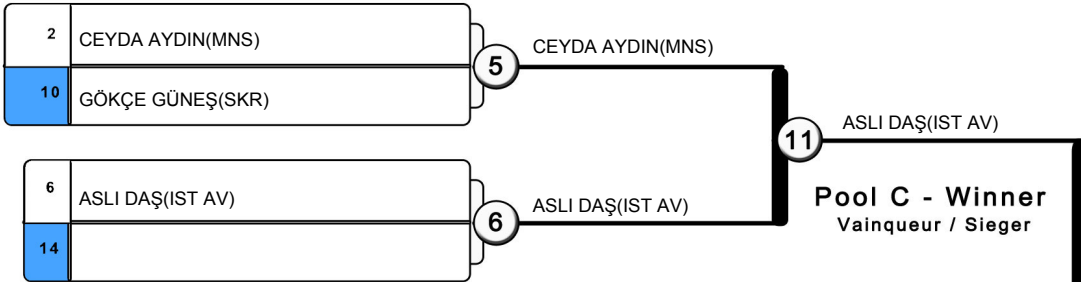 2 CEYDA AYDIN(MNS)
10 GÖKÇE GÜNEŞ(SKR)
5 CEYDA AYDIN(MNS)
6 ASLI DAŞ(IST AV)
14
6 ASLI DAŞ(IST AV)
11 ASLI DAŞ(IST AV)
Pool C - Winner
Vainqueur / Sieger